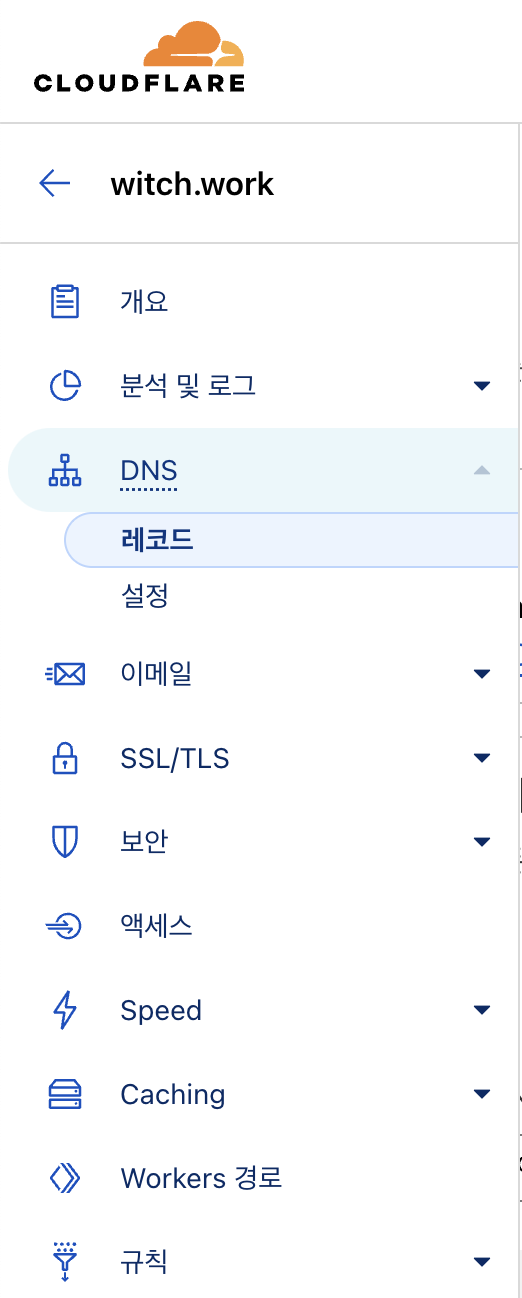 CLOUDFLARE
witch.work
개요
분석 및 로그
DNS
레코드
설정
이메일
SSL/TLS
보안
액세스
Speed
Caching
Workers 경로
규칙